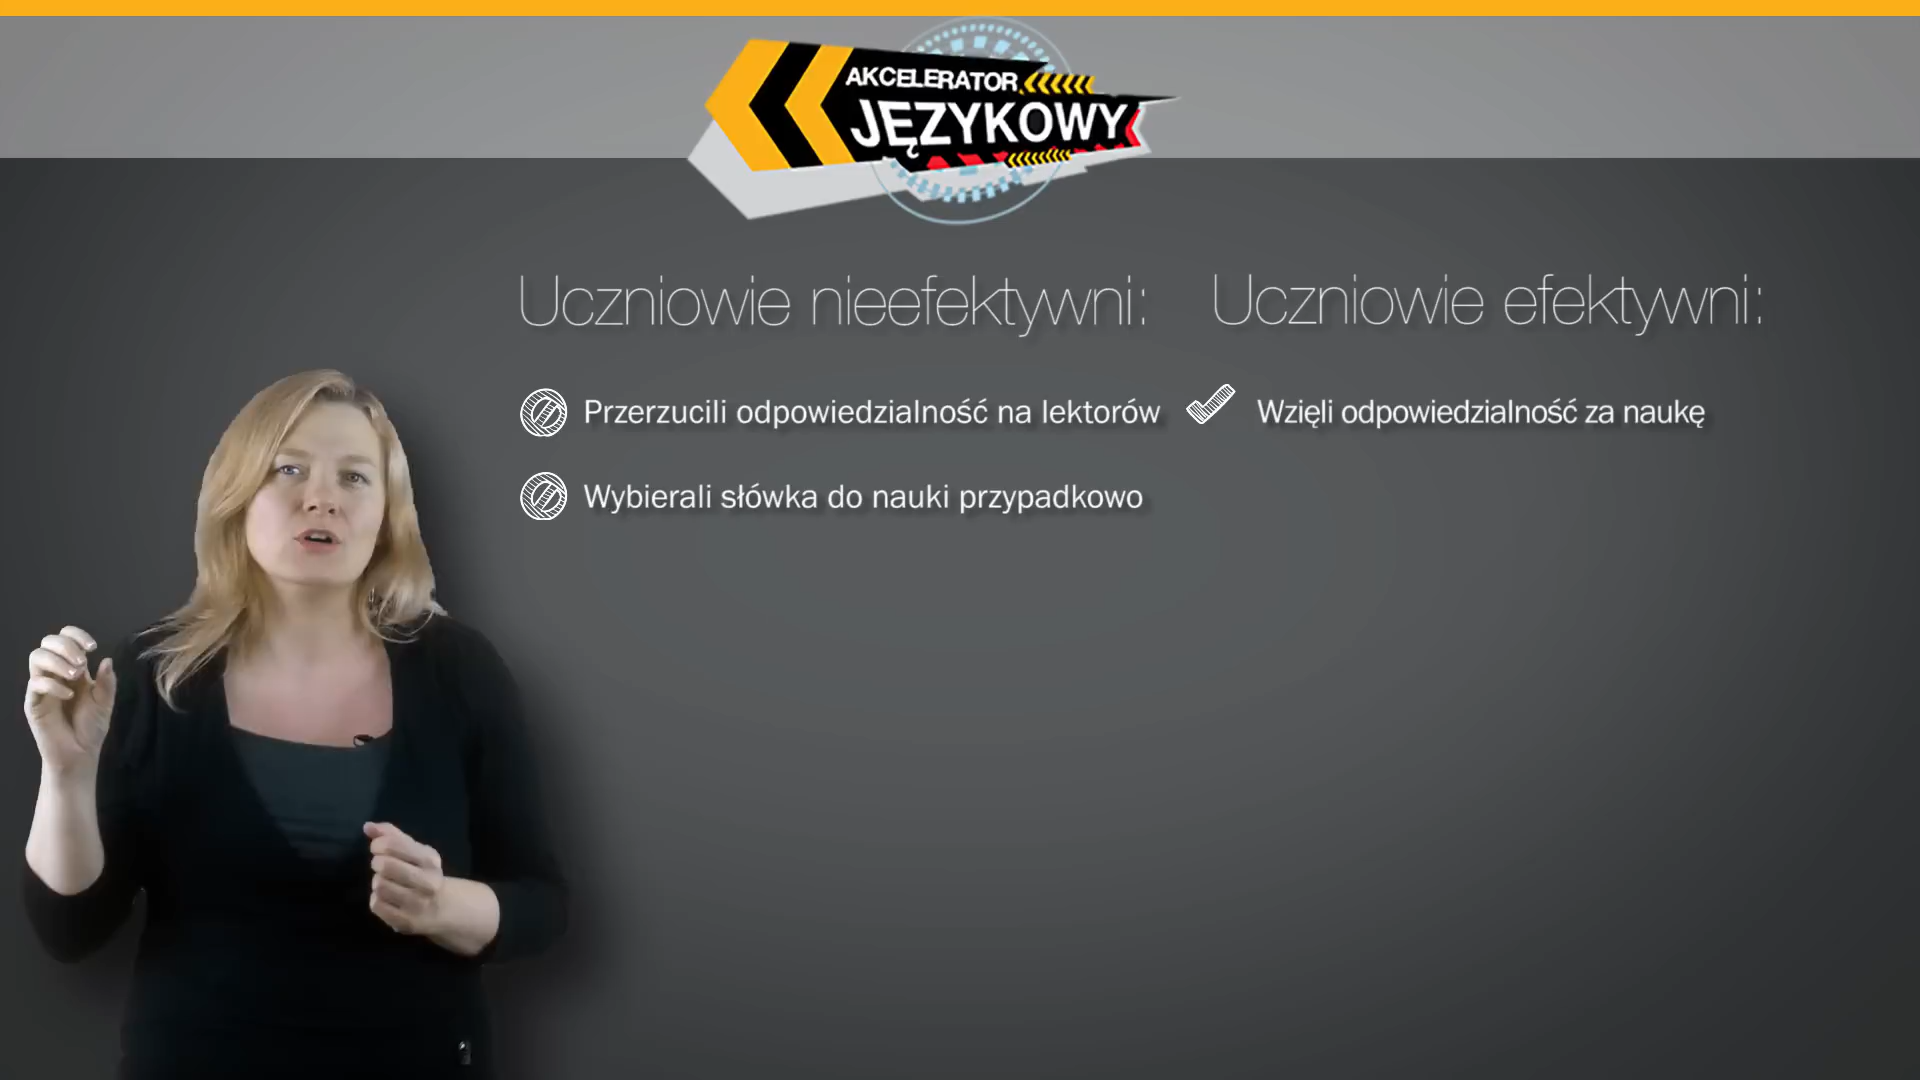 AKCELERATOR
JĘZYKOWY
Uczniowie nieefektywni:
Przerzucili odpowiedzialność na lektorów
Wybierali słówka do nauki przypadkowo
Uczniowie efektywni:
Wzięli odpowiedzialność za naukę